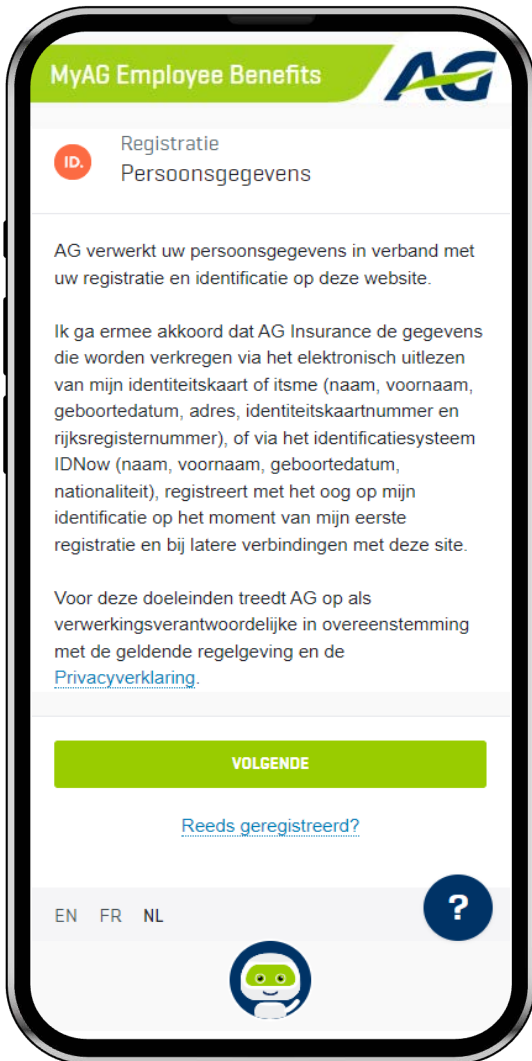 MyAG Employee Benefits
AG
ID.
Registratie
Persoonsgegevens
AG verwerkt uw persoonsgegevens in verband met
uw registratie en identificatie op deze website.
Ik ga ermee akkoord dat AG Insurance de gegevens
die worden verkregen via het elektronisch uitlezen
van mijn identiteitskaart of itsme (naam, voornaam,
geboortedatum, adres, identiteitskaartnummer en
rijksregisternummer), of via het identificatiesysteem
IDNow (naam, voornaam, geboortedatum,
nationaliteit), registreert met het oog op mijn
identificatie op het moment van mijn eerste
registratie en bij latere verbindingen met deze site.
Voor deze doeleinden treedt AG op als
verwerkingsverantwoordelijke in overeenstemming
met de geldende regelgeving en de
Privacyverklaring.
VOLGENDE
Reeds geregistreerd?
EN FR NL
?